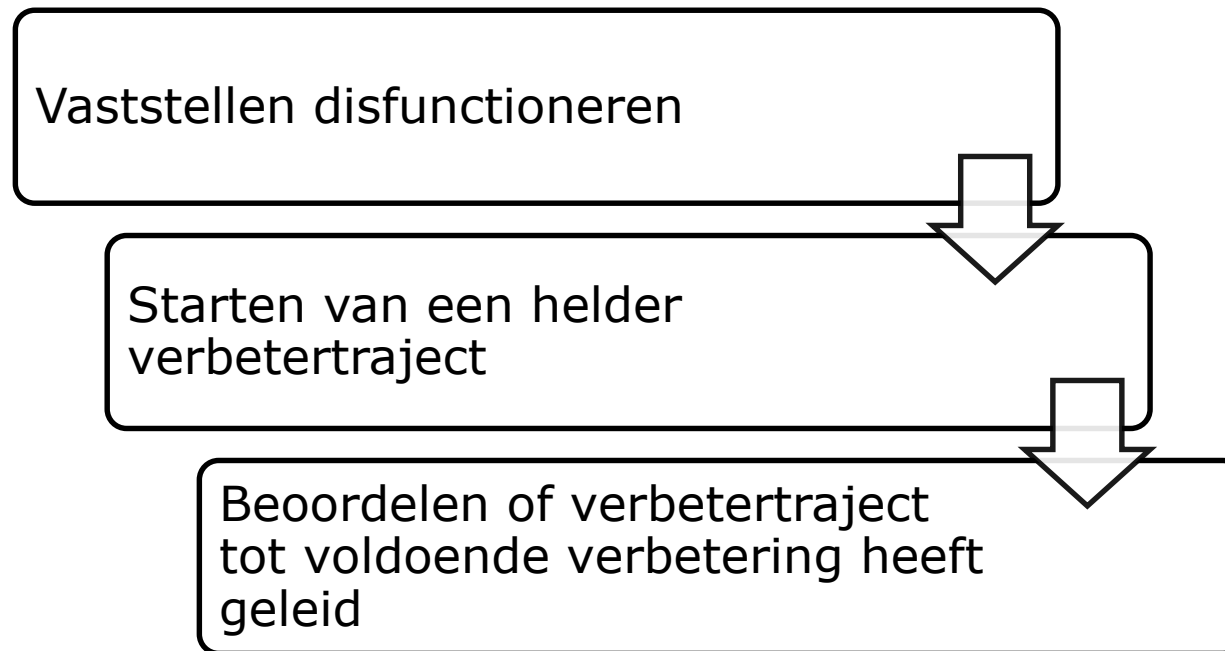 Vaststellen disfunctioneren
Starten van een helder
verbetertraject
Beoordelen of verbetertraject
tot voldoende verbetering heeft
geleid